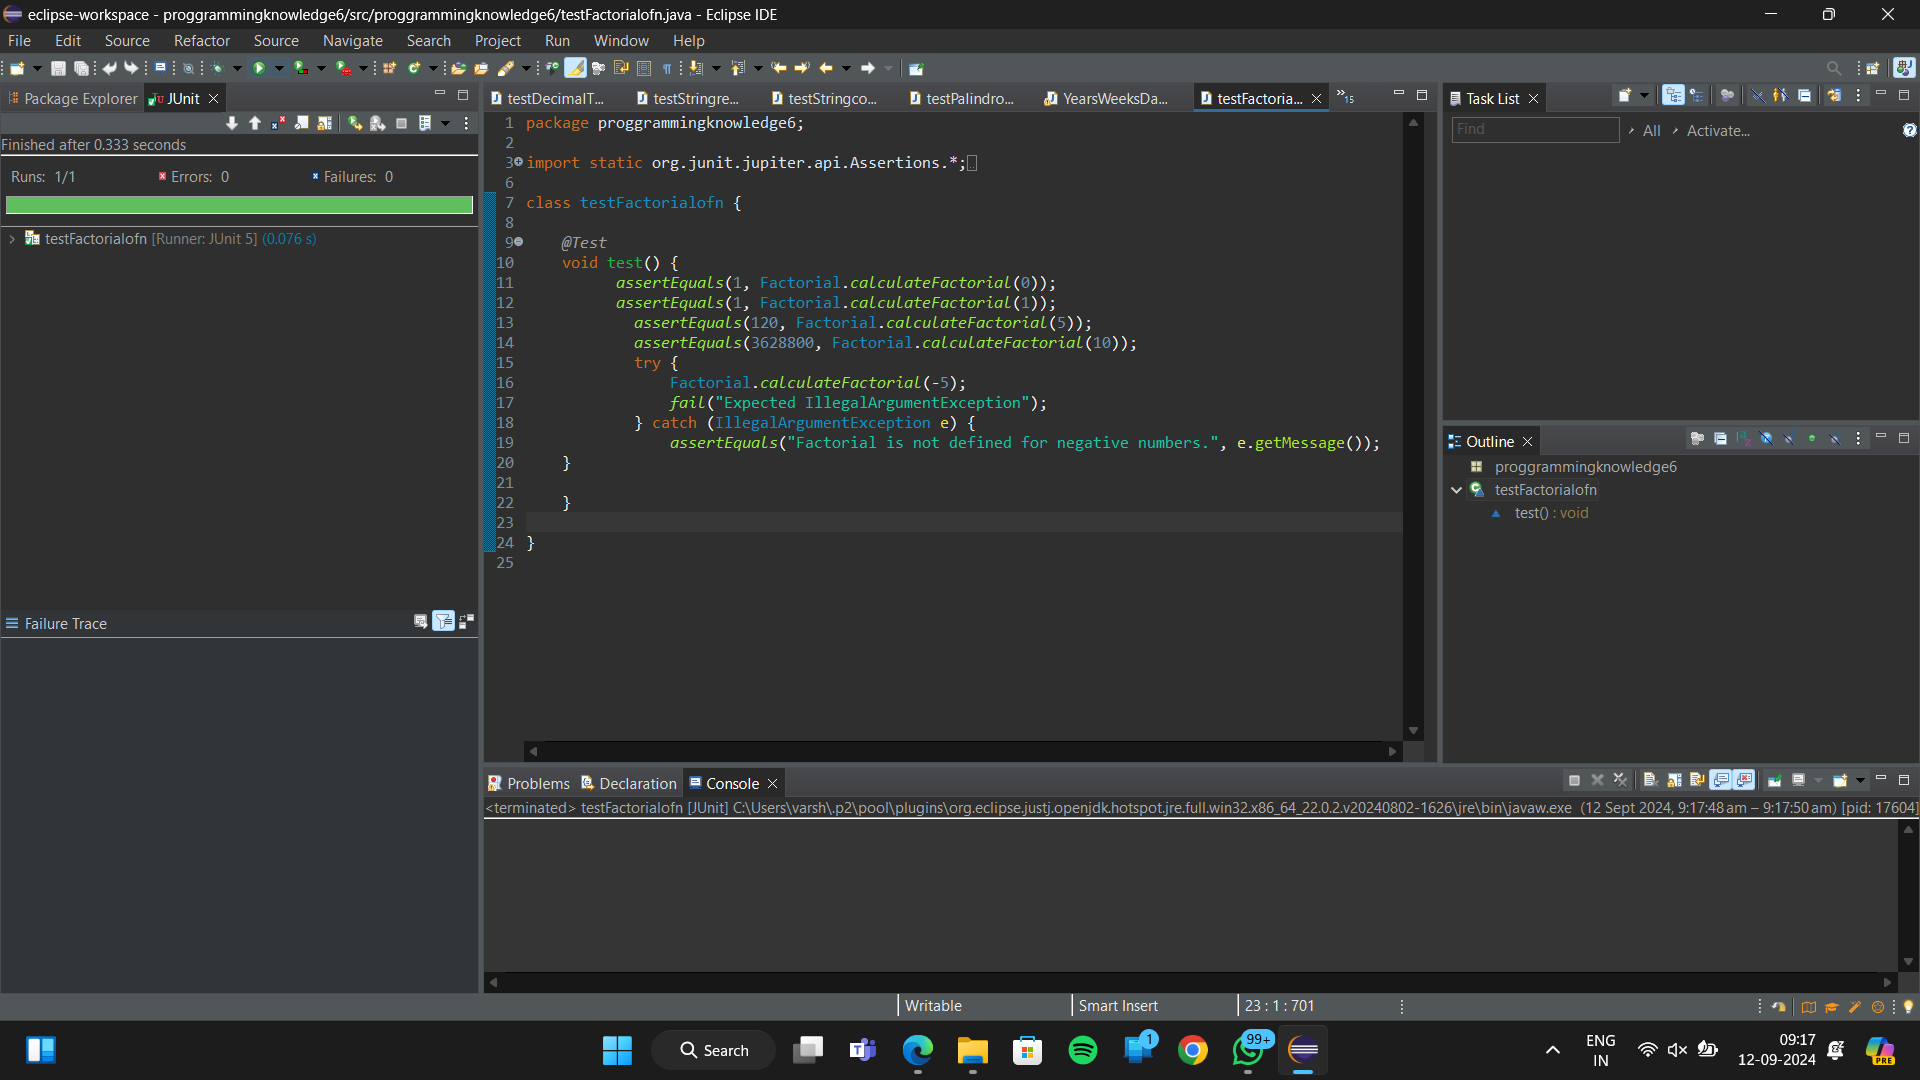 eclipse-workspace - proggrammingknowledge6/src/proggrammingknowledge6/testFactorialofn.java - Eclipse IDE
File Edit Source Refactor Source Navigate Search Project Run Window Help
Package Explorer JUnit
Finished after 0.333 seconds
Runs: 1/1 Errors: 0 Failures: 0
testFactorialofn [Runner: JUnit 5] (0.076 s)
Failure Trace
testDecimalT... testStringre... testStringco... testPalindro... YearsWeeksDa... testFactoria... »15
1 package proggrammingknowledge6;
2
3 import static org.junit.jupiter.api.Assertions.*;
6
7 class testFactorialofn {
8
9 @Test
10 void test() {
11 assertEquals(1, Factorial.calculateFactorial(0));
12 assertEquals(1, Factorial.calculateFactorial(1));
13 assertEquals(120, Factorial.calculateFactorial(5));
14 assertEquals(3628800, Factorial.calculateFactorial(10));
15 try {
16 Factorial.calculateFactorial(-5);
17 fail("Expected IllegalArgumentException");
18 } catch (IllegalArgumentException e) {
19 assertEquals("Factorial is not defined for negative numbers.", e.getMessage());
20 }
21
22 }
23
24 }
25
Task List
Find All Activate...
Outline
proggrammingknowledge6
testFactorialofn
test() : void
Problems Declaration Console
<terminated> testFactorialofn [JUnit] C:\Users\varsh\.p2\pool\plugins\org.eclipse.justj.openjdk.hotspot.jre.full.win32.x86_64_22.0.2.v20240802-1626\jre\bin\javaw.exe (12 Sept 2024, 9:17:48 am – 9:17:50 am) [pid: 17604]
Writable Smart Insert 23 : 1 : 701
Search
1
99+
ENG
IN
09:17
12-09-2024
PRE